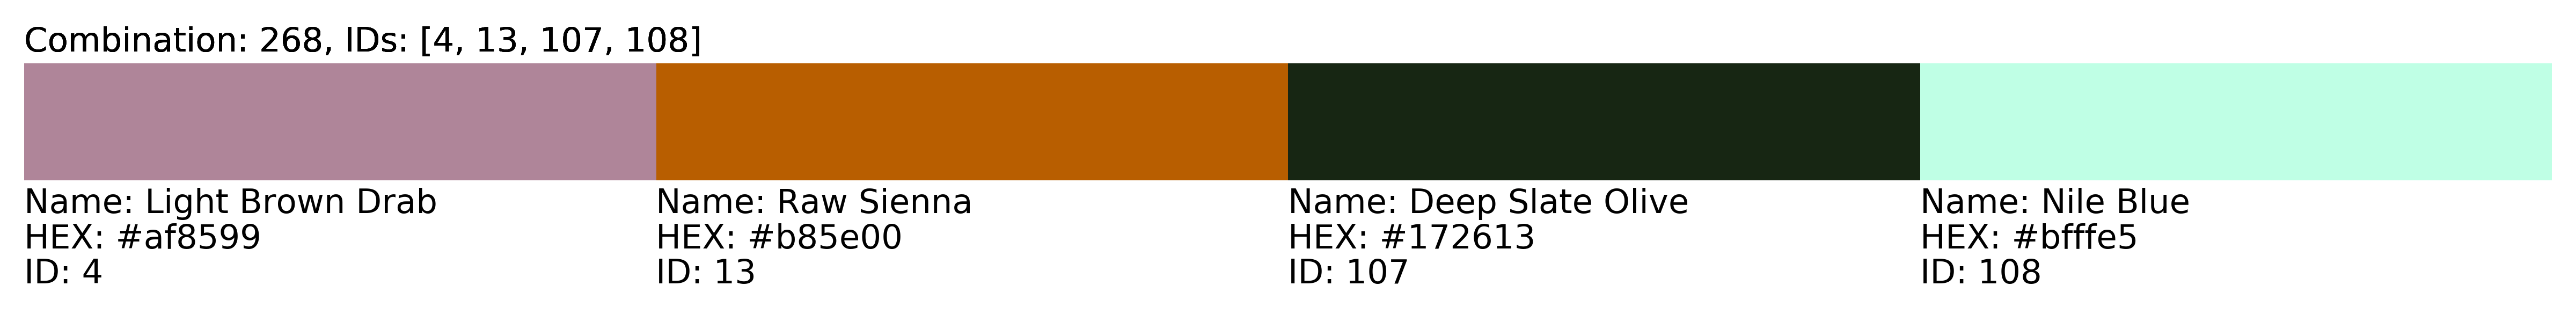 Combination: 268, IDs: [4, 13, 107, 108]
Name: Light Brown Drab
HEX: #af8599
ID: 4
Name: Raw Sienna
HEX: #b85e00
ID: 13
Name: Deep Slate Olive
HEX: #172613
ID: 107
Name: Nile Blue
HEX: #bfffe5
ID: 108